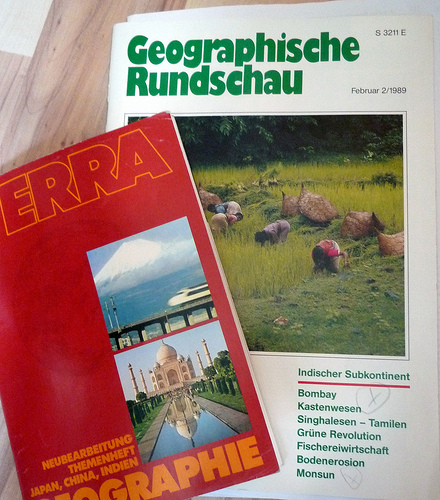 S 3211 E
Geographische
Rundschau
Februar 2/1989
ERRA
Indischer Subkontinent
Bombay
Kastenwesen
Singhalesen – Tamilen
Grüne Revolution
Fischereiwirtschaft
Bodenerosion
Monsun
NEUBEARBEITUNG
THEMENHEFT
JAPAN, CHINA, INDIEN
OGRAPHIE